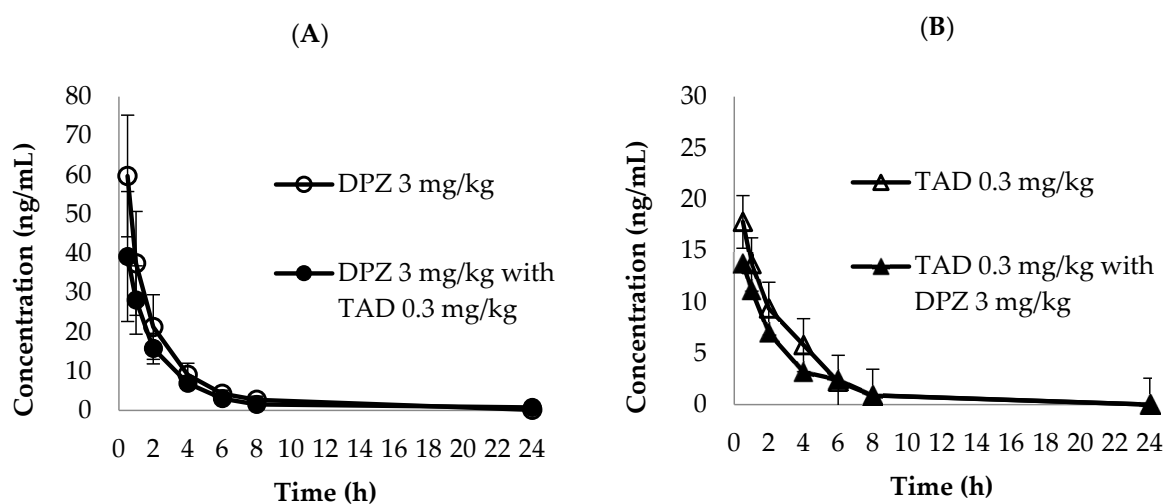 (A)
Concentration (ng/mL)
80
70
60
50
40
30
20
10
0
DPZ 3 mg/kg
DPZ 3 mg/kg with
TAD 0.3 mg/kg
0 2 4 6 8 10 12 14 16 18 20 22 24
Time (h)
(B)
Concentration (ng/mL)
30
25
20
15
10
5
0
TAD 0.3 mg/kg
TAD 0.3 mg/kg with
DPZ 3 mg/kg
0 2 4 6 8 10 12 14 16 18 20 22 24
Time (h)